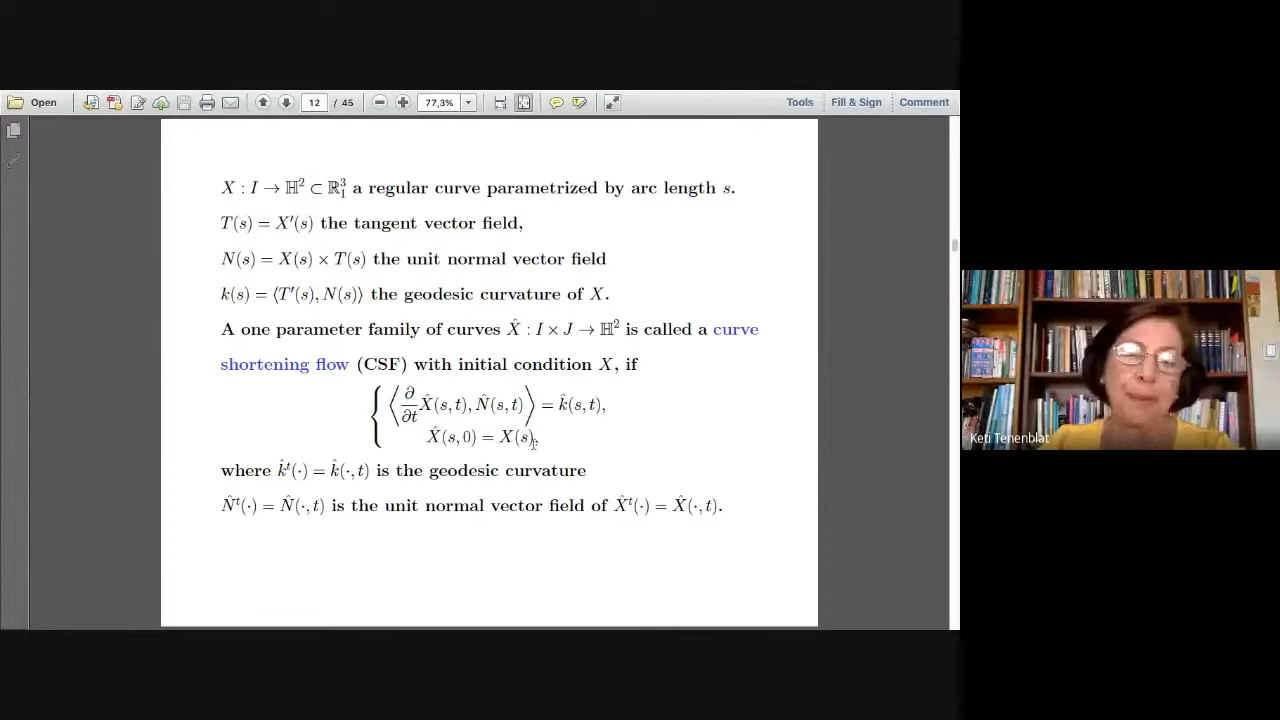 Open 12 / 45 77,3% Tools Fill & Sign Comment
X : I → ℍ² ⊂ ℝ³₁ a regular curve parametrized by arc length s.
T(s) = X′(s) the tangent vector field,
N(s) = X(s) × T(s) the unit normal vector field
k(s) = ⟨T′(s), N(s)⟩ the geodesic curvature of X.
A one parameter family of curves X̂ : I × J → ℍ² is called a curve
shortening flow (CSF) with initial condition X, if
{ ⟨∂/∂t X̂(s, t), N̂(s, t)⟩ = k̂(s, t),
X̂(s, 0) = X(s)
where k̂ᵗ(·) = k̂(·, t) is the geodesic curvature
N̂ᵗ(·) = N̂(·, t) is the unit normal vector field of X̂ᵗ(·) = X̂(·, t).
Keti Tenenblat